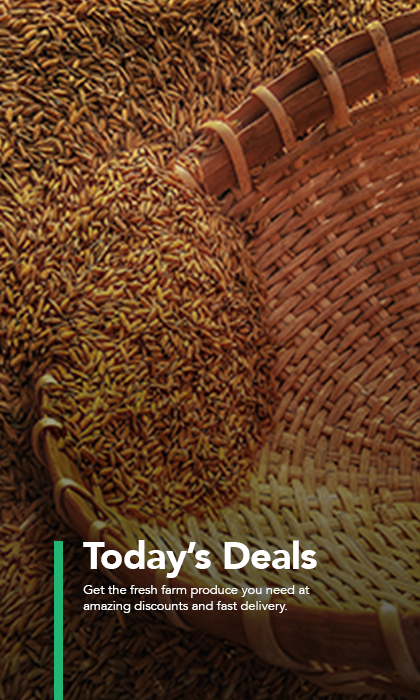 Today’s Deals
Get the fresh farm produce you need at
amazing discounts and fast delivery.